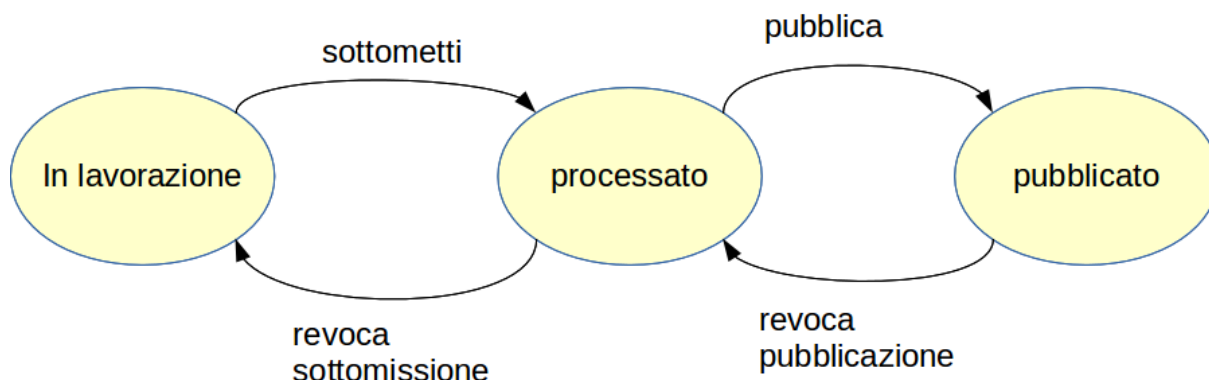 pubblica
sottometti
In lavorazione
processato
pubblicato
revoca
sottomissione
revoca
pubblicazione